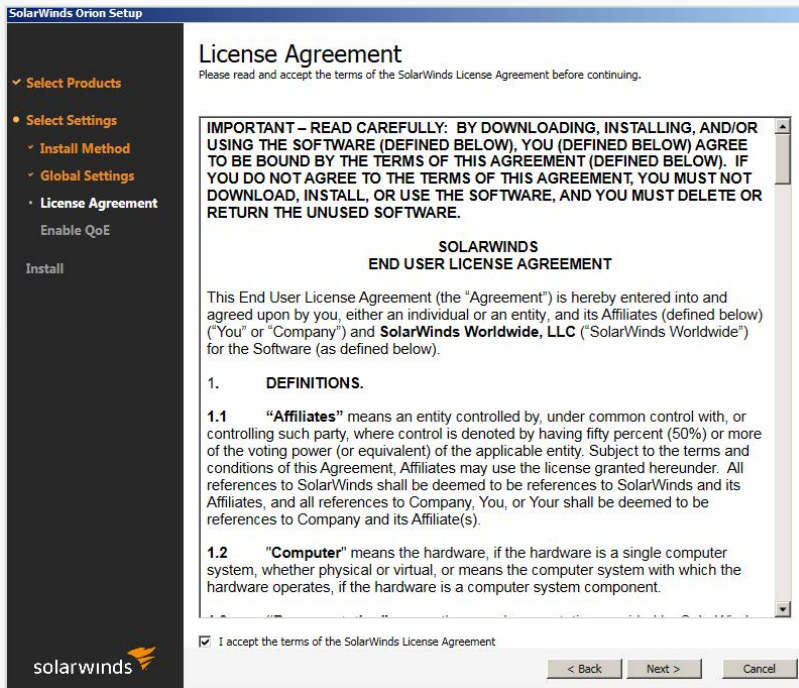 SolarWinds Orion Setup
Select Products
Select Settings
Install Method
Global Settings
License Agreement
Enable QoE
Install
solarwinds
License Agreement
Please read and accept the terms of the SolarWinds License Agreement before continuing.
IMPORTANT – READ CAREFULLY: BY DOWNLOADING, INSTALLING, AND/OR
USING THE SOFTWARE (DEFINED BELOW), YOU (DEFINED BELOW) AGREE
TO BE BOUND BY THE TERMS OF THIS AGREEMENT (DEFINED BELOW). IF
YOU DO NOT AGREE TO THE TERMS OF THIS AGREEMENT, YOU MUST NOT
DOWNLOAD, INSTALL, OR USE THE SOFTWARE, AND YOU MUST DELETE OR
RETURN THE UNUSED SOFTWARE.
SOLARWINDS
END USER LICENSE AGREEMENT
This End User License Agreement (the “Agreement”) is hereby entered into and
agreed upon by you, either an individual or an entity, and its Affiliates (defined below)
(“You” or “Company”) and SolarWinds Worldwide, LLC (“SolarWinds Worldwide”)
for the Software (as defined below).
1. DEFINITIONS.
1.1 “Affiliates” means an entity controlled by, under common control with, or
controlling such party, where control is denoted by having fifty percent (50%) or more
of the voting power (or equivalent) of the applicable entity. Subject to the terms and
conditions of this Agreement, Affiliates may use the license granted hereunder. All
references to SolarWinds shall be deemed to be references to SolarWinds and its
Affiliates, and all references to Company, You, or Your shall be deemed to be
references to Company and its Affiliate(s).
1.2 "Computer" means the hardware, if the hardware is a single computer
system, whether physical or virtual, or means the computer system with which the
hardware operates, if the hardware is a computer system component.
I accept the terms of the SolarWinds License Agreement
< Back
Next >
Cancel